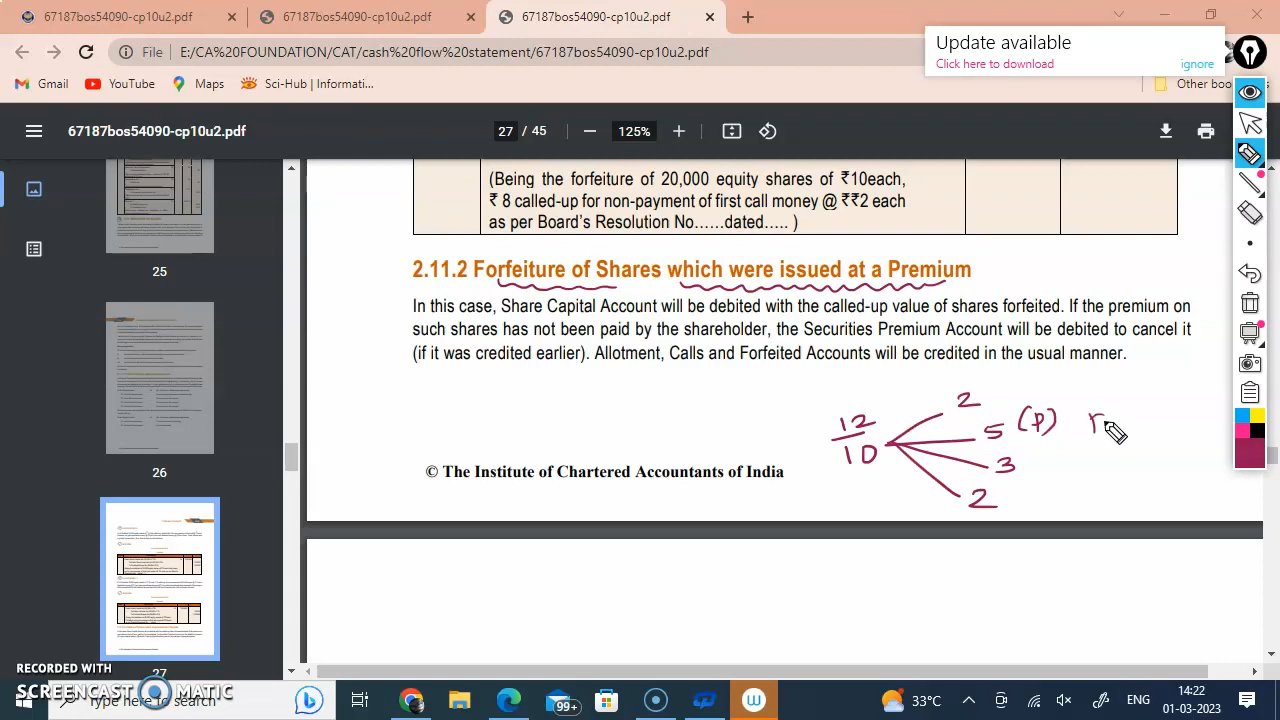 67187bos54090-cp10u2.pdf
67187bos54090-cp10u2.pdf
67187bos54090-cp10u2.pdf
File
E:/CA%20FOUNDATION/CAT/cash%20flow%20statement/67187bos54090-cp10u2.pdf
Update available
Click here to download
ignore
Gmail
YouTube
Maps
Sci-Hub | Informati...
Other boo
67187bos54090-cp10u2.pdf
27 / 45
125%
25
26
27
(Being the forfeiture of 20,000 equity shares of ₹10each,
₹ 8 called-up for non-payment of first call money @ ₹₹2 each
as per Board's Resolution No……dated….. )
2.11.2 Forfeiture of Shares which were issued at a Premium
In this case, Share Capital Account will be debited with the called-up value of shares forfeited. If the premium on
such shares has not been paid by the shareholder, the Securities Premium Account will be debited to cancel it
(if it was credited earlier). Allotment, Calls and Forfeited Accounts will be credited in the usual manner.
2
12
5 (P)
10
3
2
© The Institute of Chartered Accountants of India
RECORDED WITH
SCREENCAST MATIC
Type here to search
99+
33°C
ENG
14:22
01-03-2023